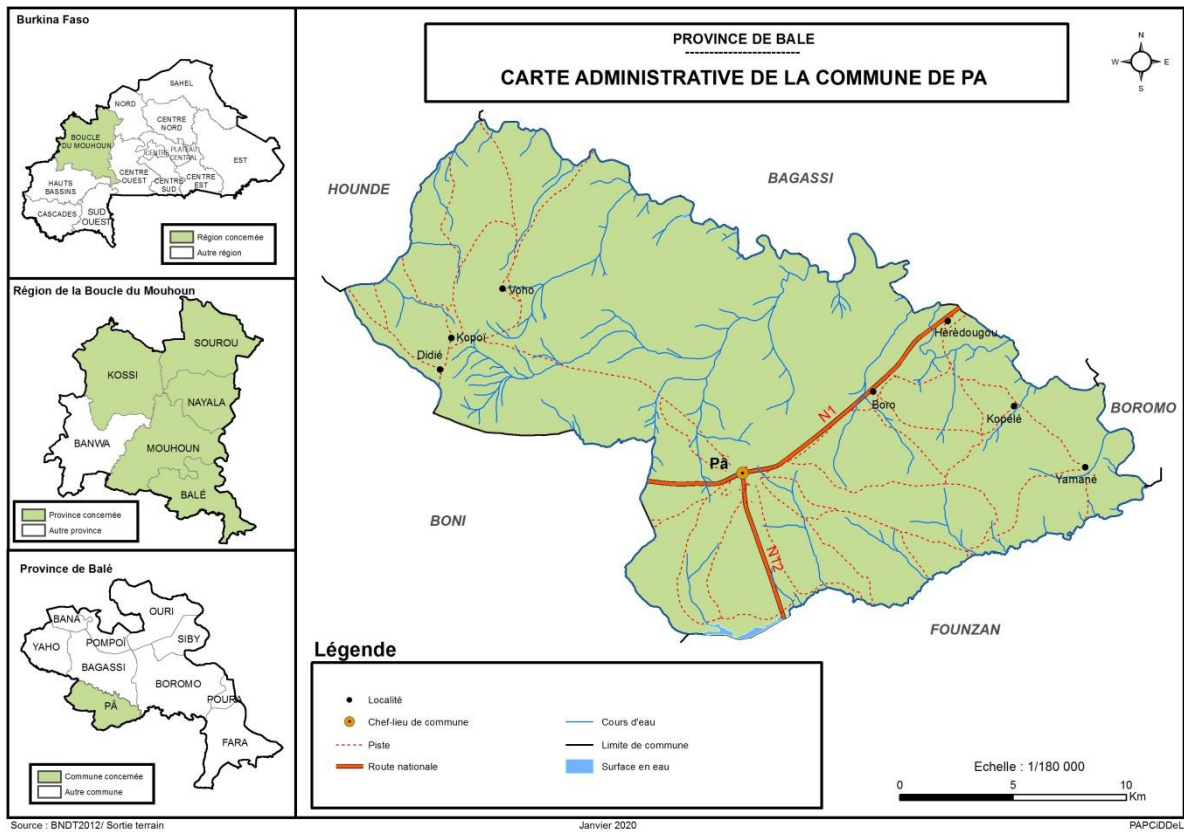 Burkina Faso
SAHEL
NORD
CENTRE
NORD
BOUCLE
DU MOUHOUN
CENTRE
PLATEAU
CENTRAL
EST
CENTRE
OUEST
CENTRE
SUD
CENTRE
EST
HAUTS
BASSINS
CASCADES
SUD
OUEST
Région concernée
Autre région
Région de la Boucle du Mouhoun
SOUROU
KOSSI
NAYALA
BANWA
MOUHOUN
BALÉ
Province concernée
Autre province
Province de Balé
OURI
BANA
SIBY
YAHO
POMPOÏ
BAGASSI
BOROMO
POURA
PÂ
FARA
Commune concernée
Autre commune
PROVINCE DE BALE
------------------------
CARTE ADMINISTRATIVE DE LA COMMUNE DE PA
N
W
E
S
HOUNDE
BAGASSI
Voho
Kopoï
Didié
Hèrèdougou
Boro
N1
Kopélé
BOROMO
Pâ
Yamané
BONI
N12
FOUNZAN
Légende
Localité
Chef-lieu de commune
Piste
Route nationale
Cours d'eau
Limite de commune
Surface en eau
Echelle : 1/180 000
0
5
10
Km
Source : BNDT2012/ Sortie terrain
Janvier 2020
PAPCiDDeL